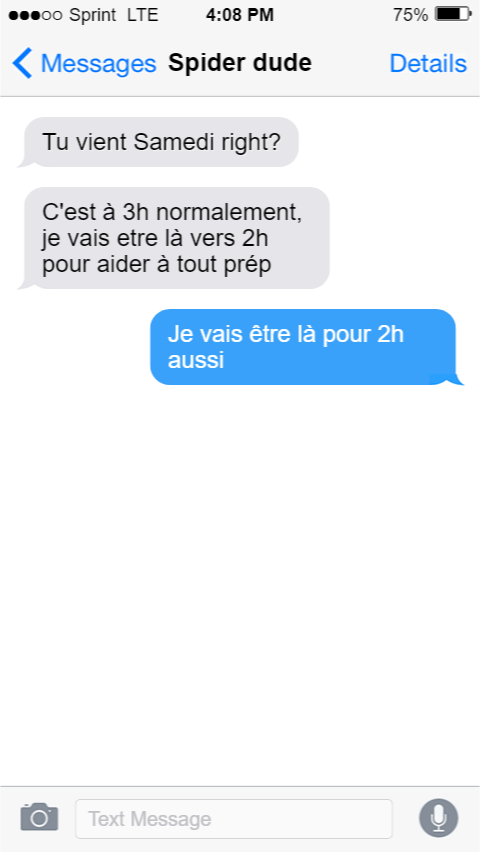 Sprint LTE 4:08 PM 75%
Messages Spider dude Details
Tu vient Samedi right?
C'est à 3h normalement,
je vais etre là vers 2h
pour aider à tout prép
Je vais être là pour 2h
aussi
Text Message